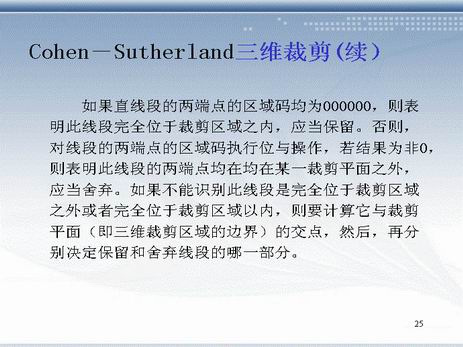 Cohen－Sutherland三维裁剪(续)
如果直线段的两端点的区域码均为000000，则表
明此线段完全位于裁剪区域之内，应当保留。否则，
对线段的两端点的区域码执行位与操作，若结果为非0，
则表明此线段的两端点均在均在某一裁剪平面之外，
应当舍弃。如果不能识别此线段是完全位于裁剪区域
之外或者完全位于裁剪区域以内，则要计算它与裁剪
平面（即三维裁剪区域的边界）的交点，然后，再分
别决定保留和舍弃线段的哪一部分。
25